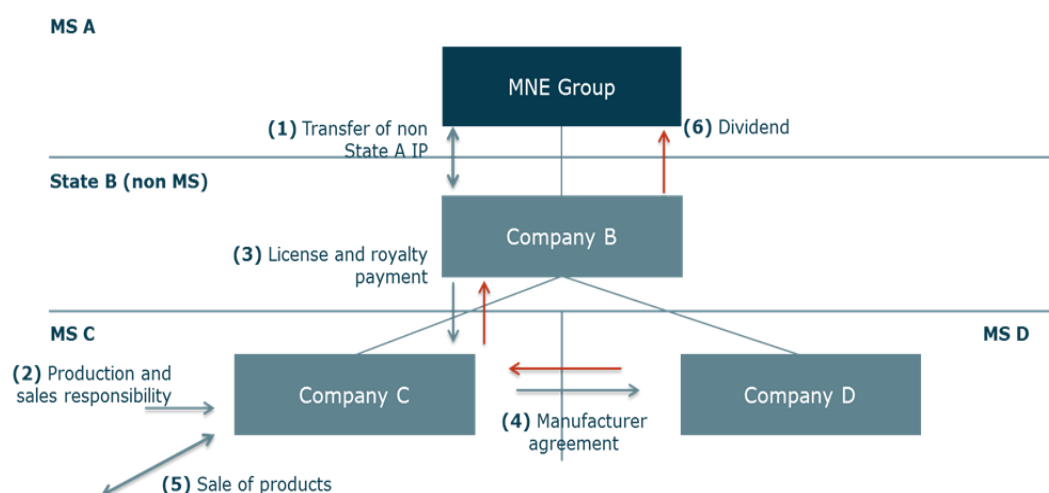 MS A
MNE Group
(1) Transfer of non
State A IP
(6) Dividend
State B (non MS)
Company B
(3) License and royalty
payment
MS C
MS D
(2) Production and
sales responsibility
Company C
Company D
(4) Manufacturer
agreement
(5) Sale of products